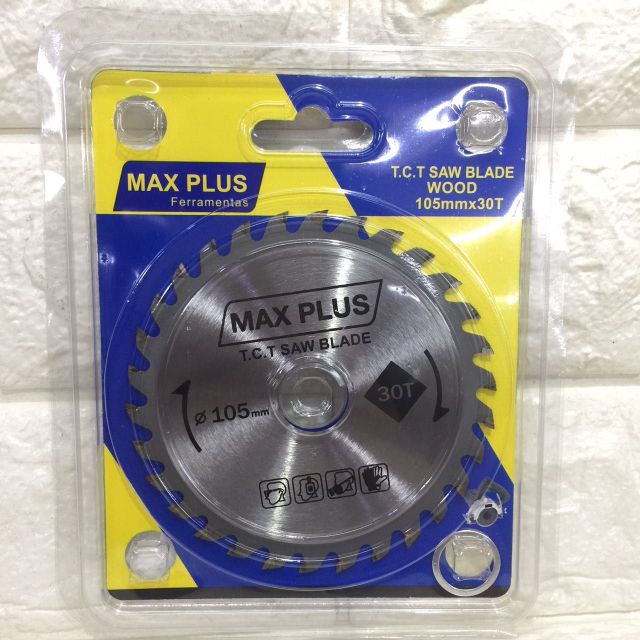 MAX PLUS
Ferramentas
T.C.T SAW BLADE
WOOD
105mmx30T
MAX PLUS
T.C.T SAW BLADE
ø 105mm
30T